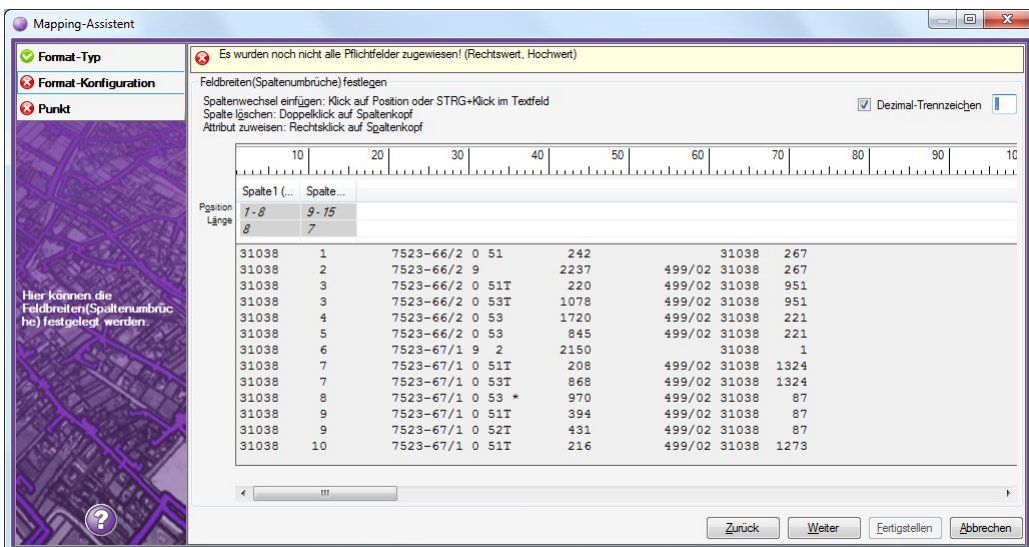 Mapping-Assistent
Format-Typ
Format-Konfiguration
Punkt
Hier können die
Feldbreiten(Spaltenumbrüc
he) festgelegt werden.
?
Es wurden noch nicht alle Pflichtfelder zugewiesen! (Rechtswert, Hochwert)
Feldbreiten(Spaltenumbrüche) festlegen
Spaltenwechsel einfügen: Klick auf Position oder STRG+Klick im Textfeld
Spalte löschen: Doppelklick auf Spaltenkopf
Attribut zuweisen: Rechtsklick auf Spaltenkopf
Dezimal-Trennzeichen
10 20 30 40 50 60 70 80 90 10
Spalte1 (... Spalte...
Position 1 - 8 9 - 15
Länge 8 7
31038 1 7523-66/2 0 51 242 31038 267
31038 2 7523-66/2 9 2237 499/02 31038 267
31038 3 7523-66/2 0 51T 220 499/02 31038 951
31038 3 7523-66/2 0 53T 1078 499/02 31038 951
31038 4 7523-66/2 0 53 1720 499/02 31038 221
31038 5 7523-66/2 0 53 845 499/02 31038 221
31038 6 7523-67/1 9 2 2150 31038 1
31038 7 7523-67/1 0 51T 208 499/02 31038 1324
31038 7 7523-67/1 0 53T 868 499/02 31038 1324
31038 8 7523-67/1 0 53 * 970 499/02 31038 87
31038 9 7523-67/1 0 51T 394 499/02 31038 87
31038 9 7523-67/1 0 52T 431 499/02 31038 87
31038 10 7523-67/1 0 51T 216 499/02 31038 1273
Zurück Weiter Fertigstellen Abbrechen